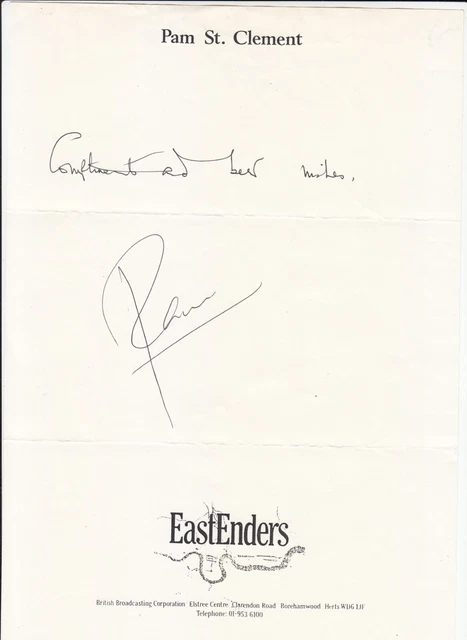 Pam St. Clement
Compliments and best wishes,
Pam
EastEnders
British Broadcasting Corporation Elstree Centre Clarendon Road Borehamwood Herts WD6 1JF
Telephone: 01-953 6100